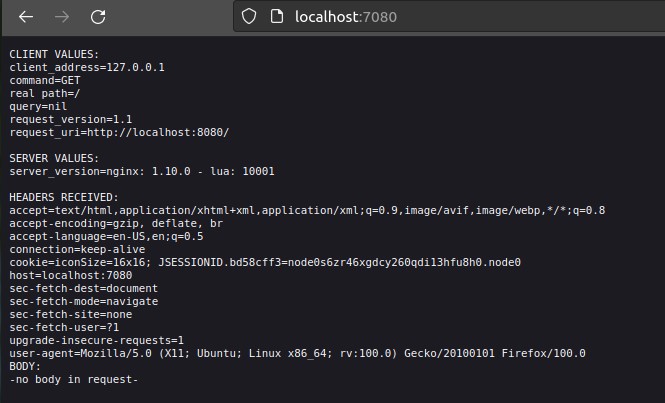 localhost:7080
CLIENT VALUES:
client_address=127.0.0.1
command=GET
real path=/
query=nil
request_version=1.1
request_uri=http://localhost:8080/
SERVER VALUES:
server_version=nginx: 1.10.0 - lua: 10001
HEADERS RECEIVED:
accept=text/html,application/xhtml+xml,application/xml;q=0.9,image/avif,image/webp,*/*;q=0.8
accept-encoding=gzip, deflate, br
accept-language=en-US,en;q=0.5
connection=keep-alive
cookie=iconSize=16x16; JSESSIONID.bd58cff3=node0s6zr46xgdcy260qdi13hfu8h0.node0
host=localhost:7080
sec-fetch-dest=document
sec-fetch-mode=navigate
sec-fetch-site=none
sec-fetch-user=?1
upgrade-insecure-requests=1
user-agent=Mozilla/5.0 (X11; Ubuntu; Linux x86_64; rv:100.0) Gecko/20100101 Firefox/100.0
BODY:
-no body in request-